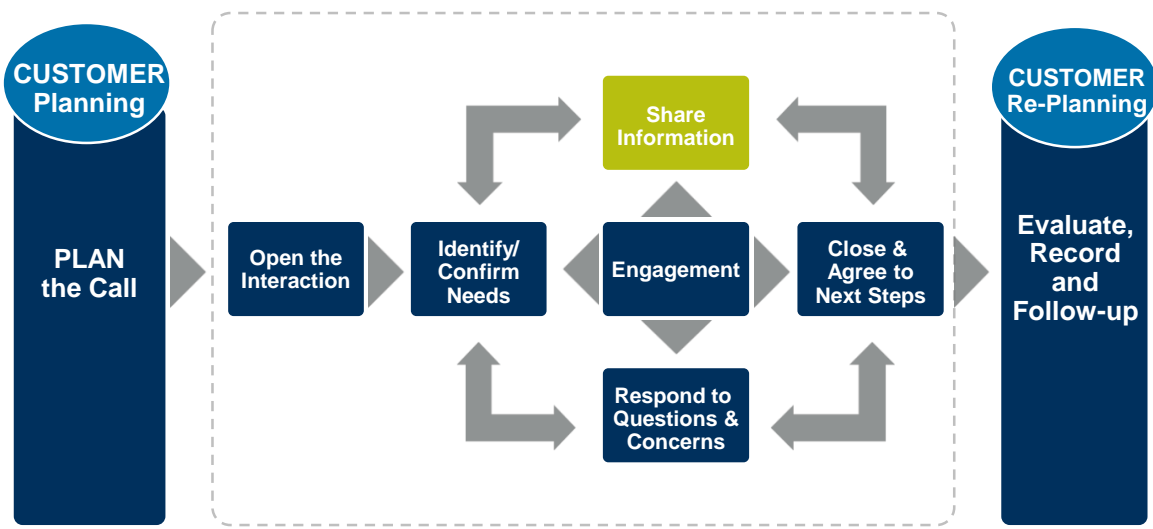 CUSTOMER
Planning
PLAN
the Call
Open the
Interaction
Identify/
Confirm
Needs
Share
Information
Engagement
Respond to
Questions &
Concerns
Close &
Agree to
Next Steps
CUSTOMER
Re-Planning
Evaluate,
Record
and
Follow-up